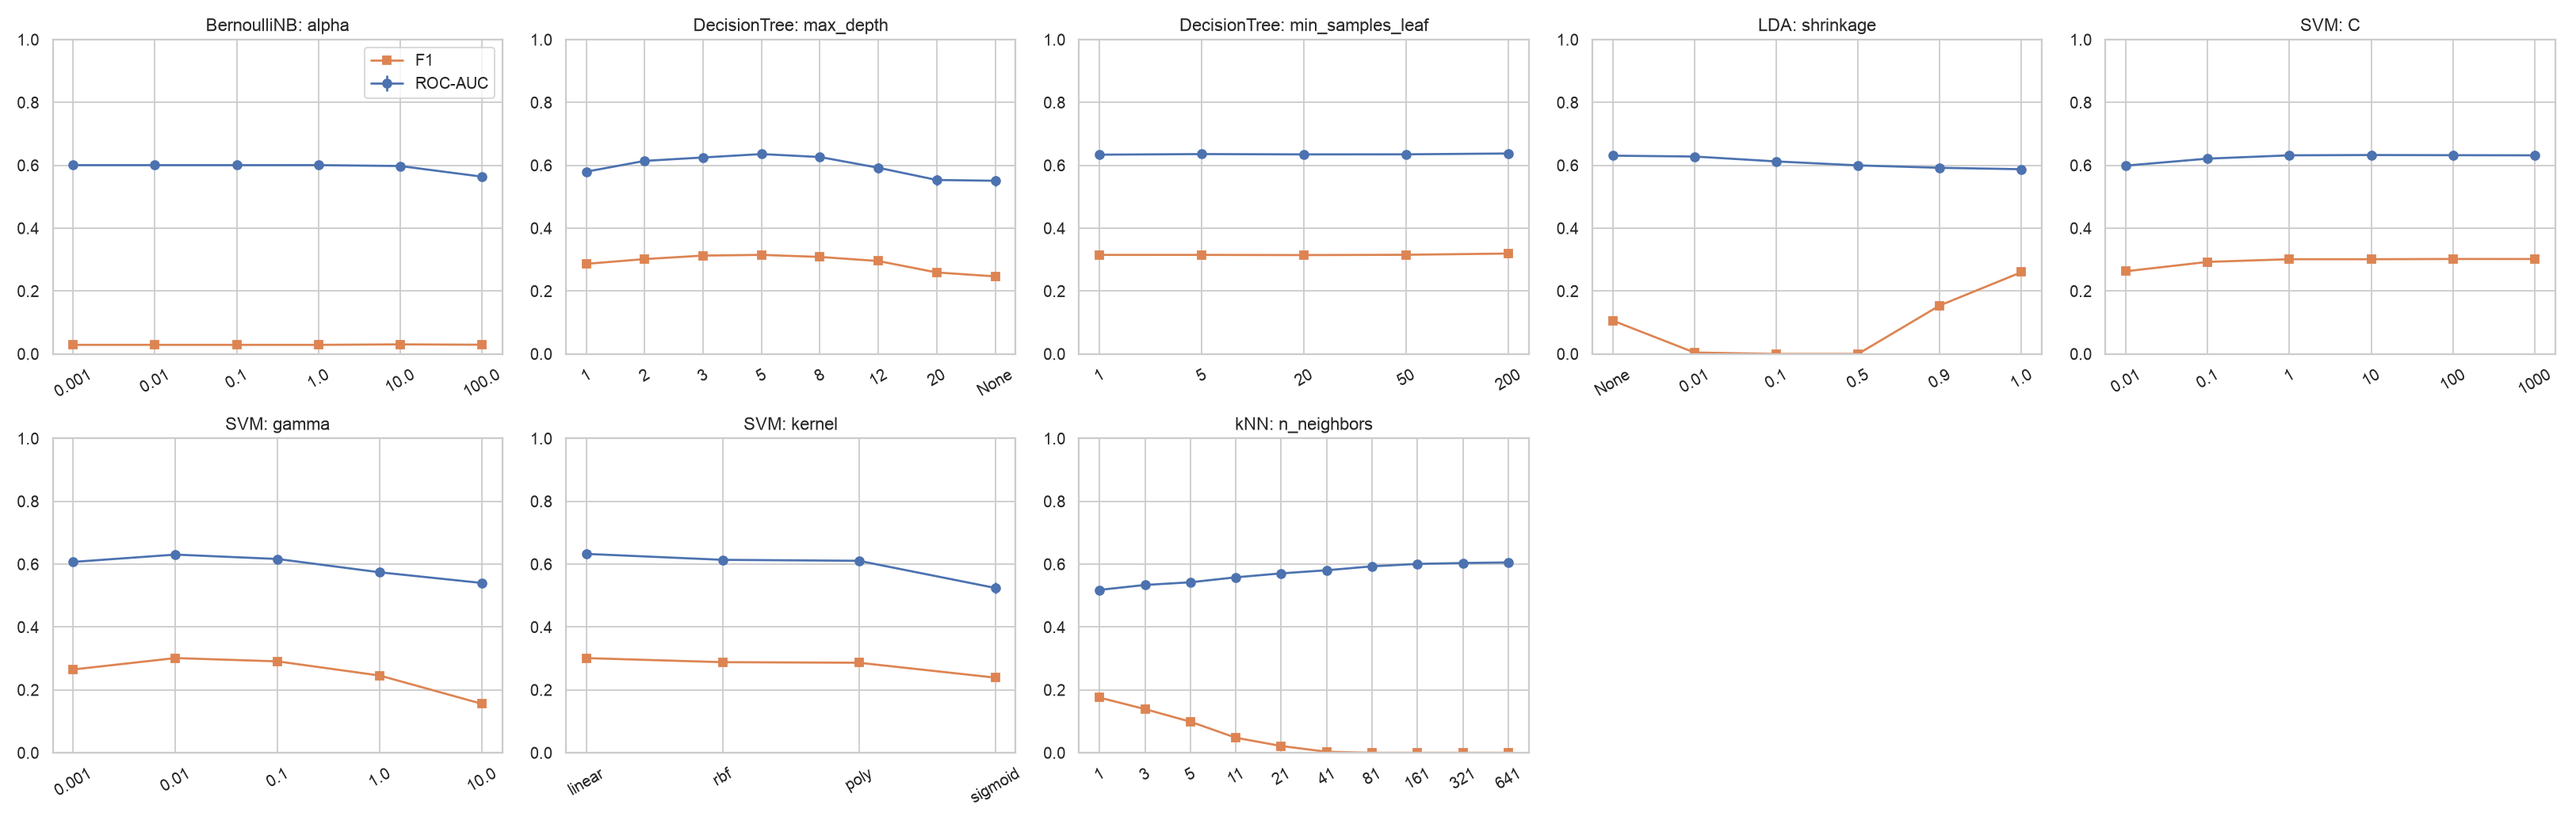 BernoulliNB: alpha
1.0
0.8
0.6
0.4
0.2
0.0
0.001 0.01 0.1 1.0 10.0 100.0
F1
ROC-AUC
DecisionTree: max_depth
1.0
0.8
0.6
0.4
0.2
0.0
1 2 3 5 8 12 20 None
DecisionTree: min_samples_leaf
1.0
0.8
0.6
0.4
0.2
0.0
1 5 20 50 200
LDA: shrinkage
1.0
0.8
0.6
0.4
0.2
0.0
None 0.01 0.1 0.5 0.9 1.0
SVM: C
1.0
0.8
0.6
0.4
0.2
0.0
0.01 0.1 1 10 100 1000
SVM: gamma
1.0
0.8
0.6
0.4
0.2
0.0
0.001 0.01 0.1 1.0 10.0
SVM: kernel
1.0
0.8
0.6
0.4
0.2
0.0
linear rbf poly sigmoid
kNN: n_neighbors
1.0
0.8
0.6
0.4
0.2
0.0
1 3 5 11 21 41 81 161 321 641